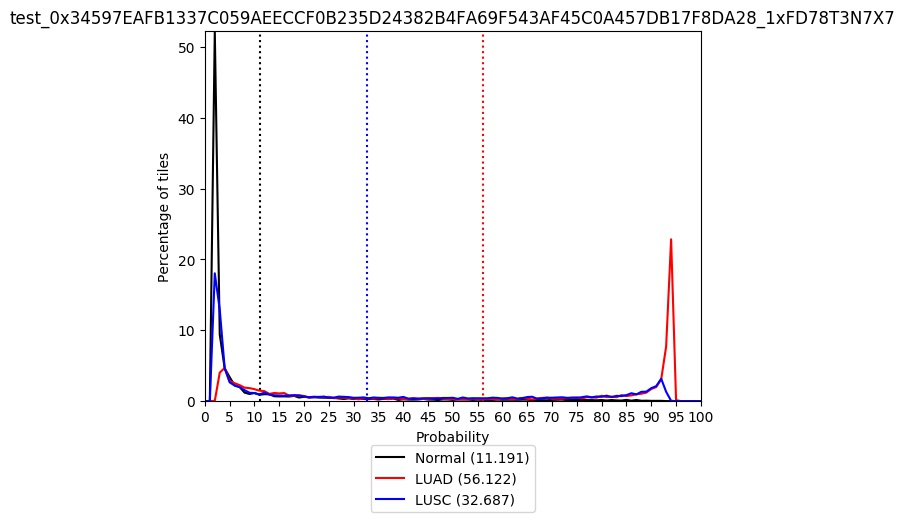 test_0x34597EAFB1337C059AEECCF0B235D24382B4FA69F543AF45C0A457DB17F8DA28_1xFD78T3N7X7
50
40
30
20
10
0
Percentage of tiles
0 5 10 15 20 25 30 35 40 45 50 55 60 65 70 75 80 85 90 95 100
Probability
Normal (11.191)
LUAD (56.122)
LUSC (32.687)